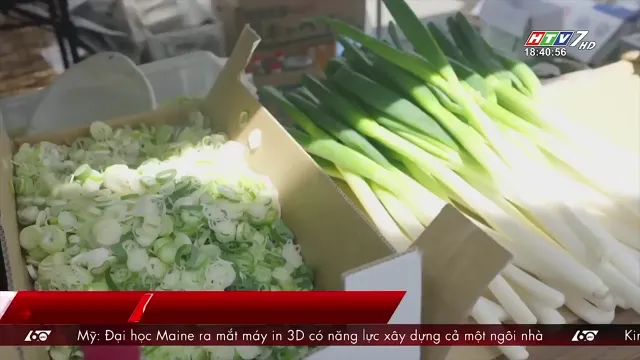 HTV7 HD
18:40:56
Mỹ: Đại học Maine ra mắt máy in 3D có năng lực xây dựng cả một ngôi nhà
Kin